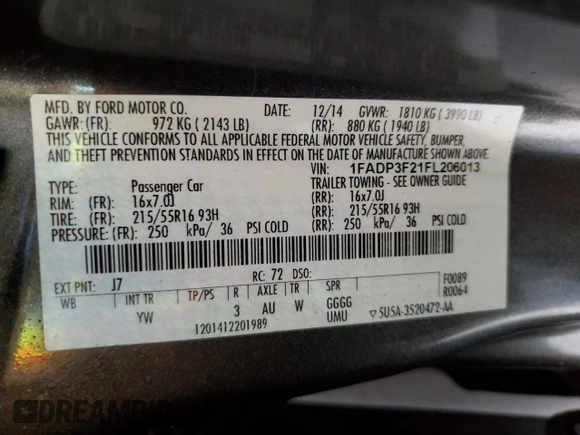 MFD. BY FORD MOTOR CO. DATE: 12/14 GVWR: 1810 KG ( 3990 LB)
GAWR: (FR): 972 KG ( 2143 LB) (RR): 880 KG ( 1940 LB)
THIS VEHICLE CONFORMS TO ALL APPLICABLE FEDERAL MOTOR VEHICLE SAFETY, BUMPER,
AND THEFT PREVENTION STANDARDS IN EFFECT ON THE DATE OF MANUFACTURE SHOWN ABOVE.
VIN: 1FADP3F21FL206013
TYPE: Passenger Car TRAILER TOWING - SEE OWNER GUIDE
RIM: (FR): 16x7.0J (RR): 16x7.0J
TIRE: (FR): 215/55R16 93H (RR): 215/55R16 93H
PRESSURE: (FR): 250 kPa/ 36 PSI COLD (RR): 250 kPa/ 36 PSI COLD
EXT PNT: J7 RC: 72 DSO: F0089
WB INT TR TP/PS R AXLE TR SPR R0064
YW 3 AU W GGGG
UMU
1201412201989 ▽5U5A-3520472-AA